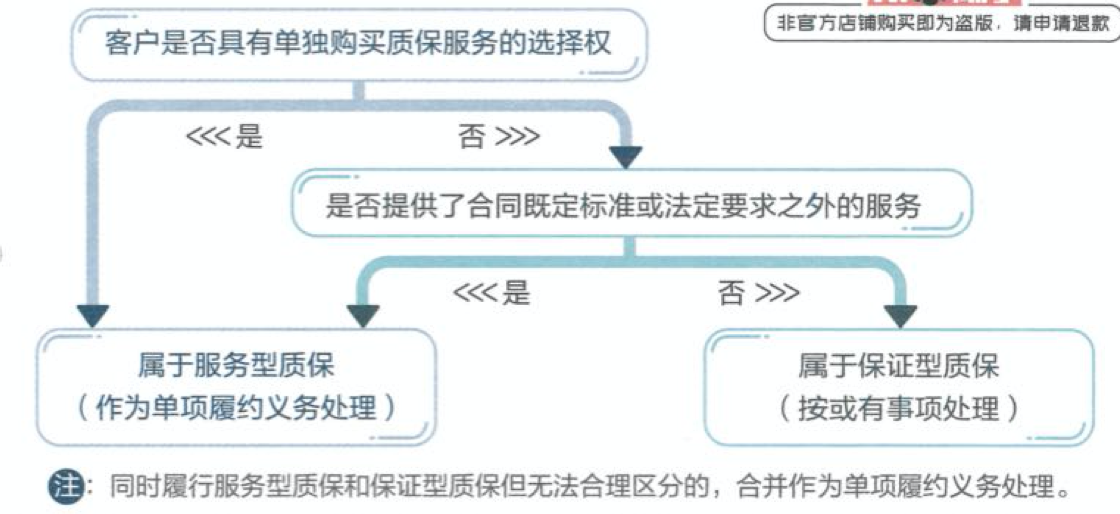 非官方店铺购买即为盗版，请申请退款
客户是否具有单独购买质保服务的选择权
<<<是
否>>>
是否提供了合同既定标准或法定要求之外的服务
<<<是
否>>>
属于服务型质保
（作为单项履约义务处理）
属于保证型质保
（按或有事项处理）
注：同时履行服务型质保和保证型质保但无法合理区分的，合并作为单项履约义务处理。